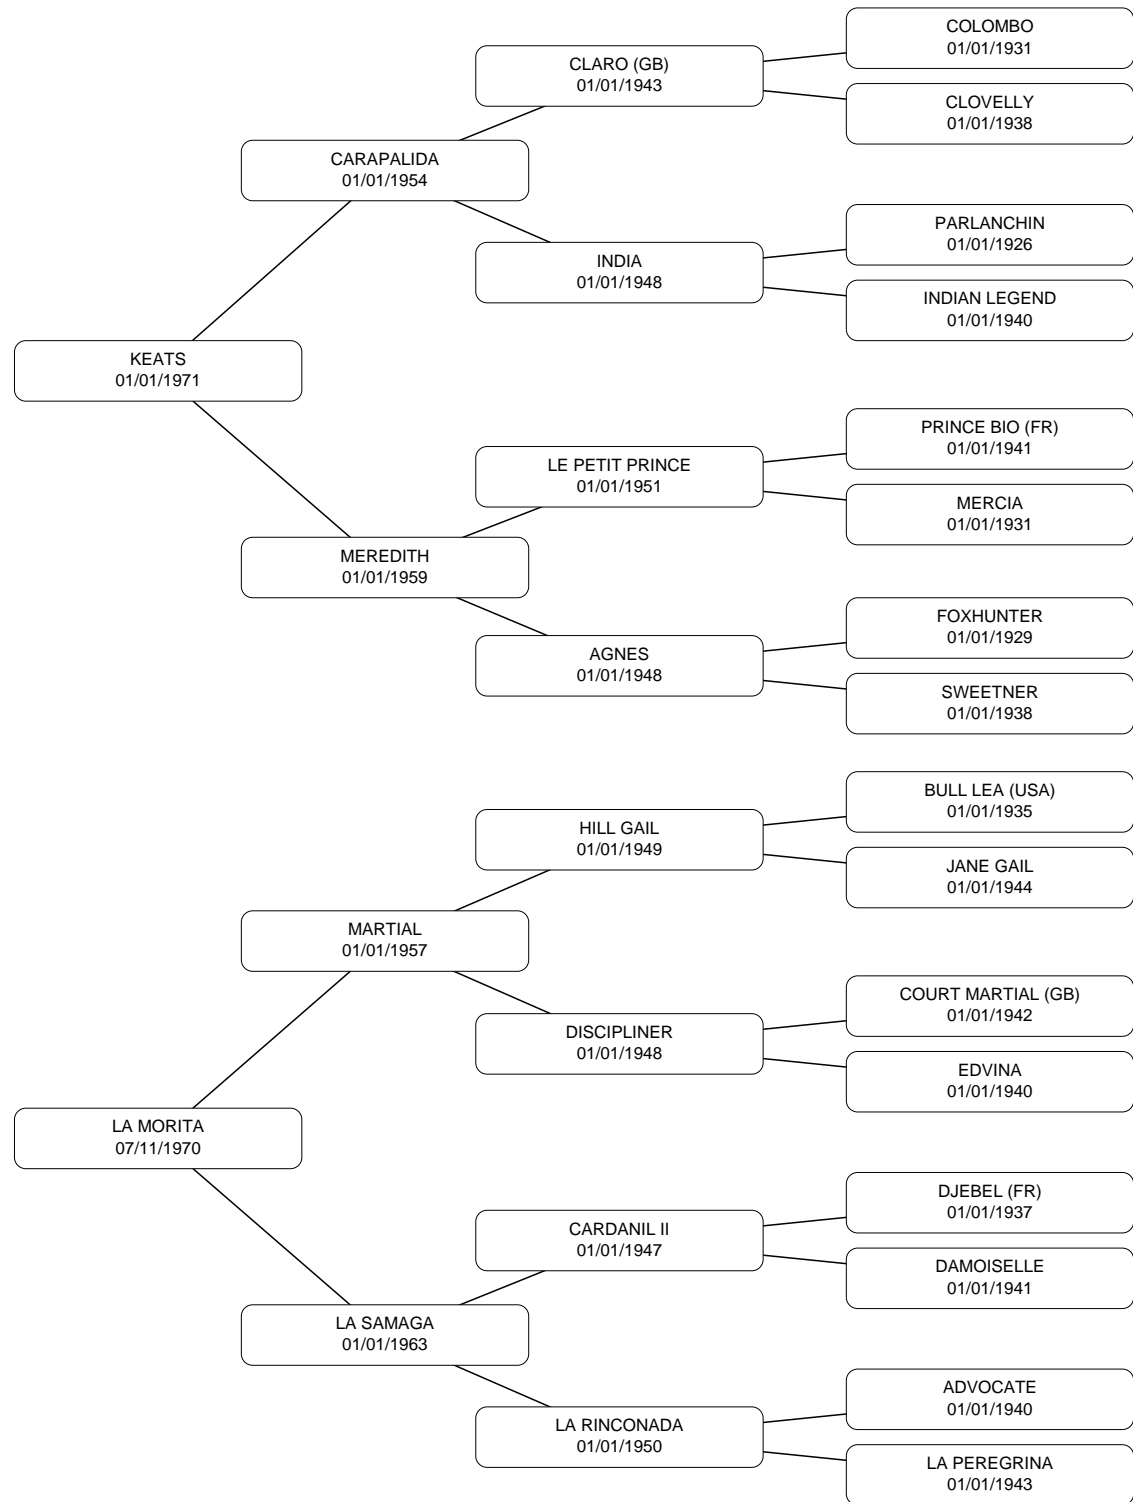 COLOMBO
01/01/1931
CLARO (GB)
01/01/1943
CLOVELLY
01/01/1938
CARAPALIDA
01/01/1954
PARLANCHIN
01/01/1926
INDIA
01/01/1948
INDIAN LEGEND
01/01/1940
KEATS
01/01/1971
PRINCE BIO (FR)
01/01/1941
LE PETIT PRINCE
01/01/1951
MERCIA
01/01/1931
MEREDITH
01/01/1959
FOXHUNTER
01/01/1929
AGNES
01/01/1948
SWEETNER
01/01/1938
BULL LEA (USA)
01/01/1935
HILL GAIL
01/01/1949
JANE GAIL
01/01/1944
MARTIAL
01/01/1957
COURT MARTIAL (GB)
01/01/1942
DISCIPLINER
01/01/1948
EDVINA
01/01/1940
LA MORITA
07/11/1970
DJEBEL (FR)
01/01/1937
CARDANIL II
01/01/1947
DAMOISELLE
01/01/1941
LA SAMAGA
01/01/1963
ADVOCATE
01/01/1940
LA RINCONADA
01/01/1950
LA PEREGRINA
01/01/1943